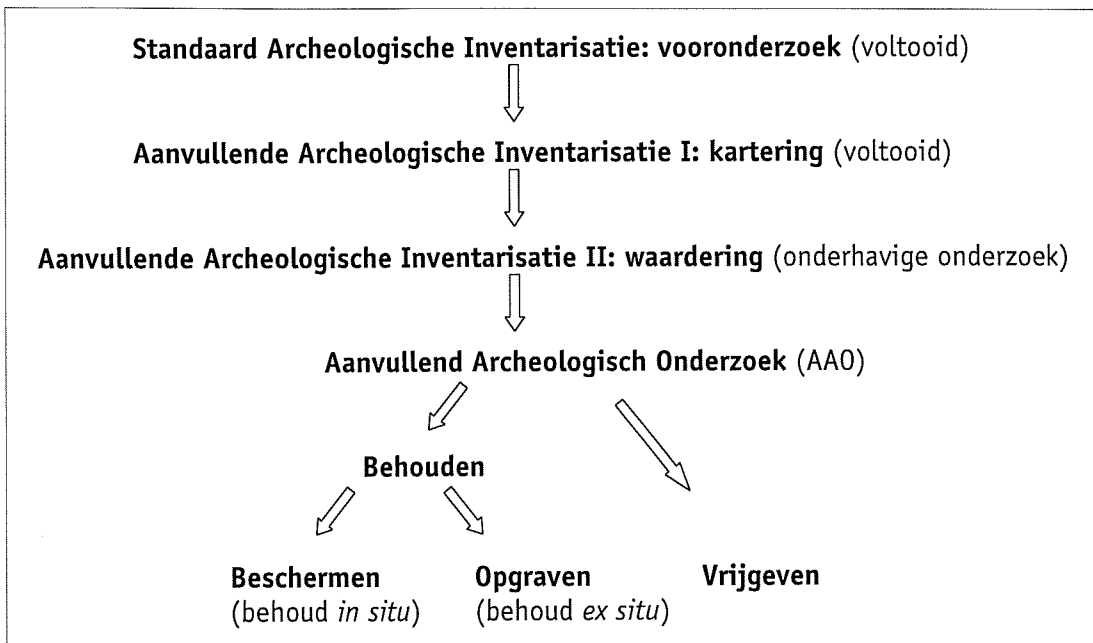 Standaard Archeologische Inventarisatie: vooronderzoek (voltooid)
Aanvullende Archeologische Inventarisatie I: kartering (voltooid)
Aanvullende Archeologische Inventarisatie II: waardering (onderhavige onderzoek)
Aanvullend Archeologisch Onderzoek (AAO)
Behouden
Beschermen
(behoud in situ)
Opgraven
(behoud ex situ)
Vrijgeven